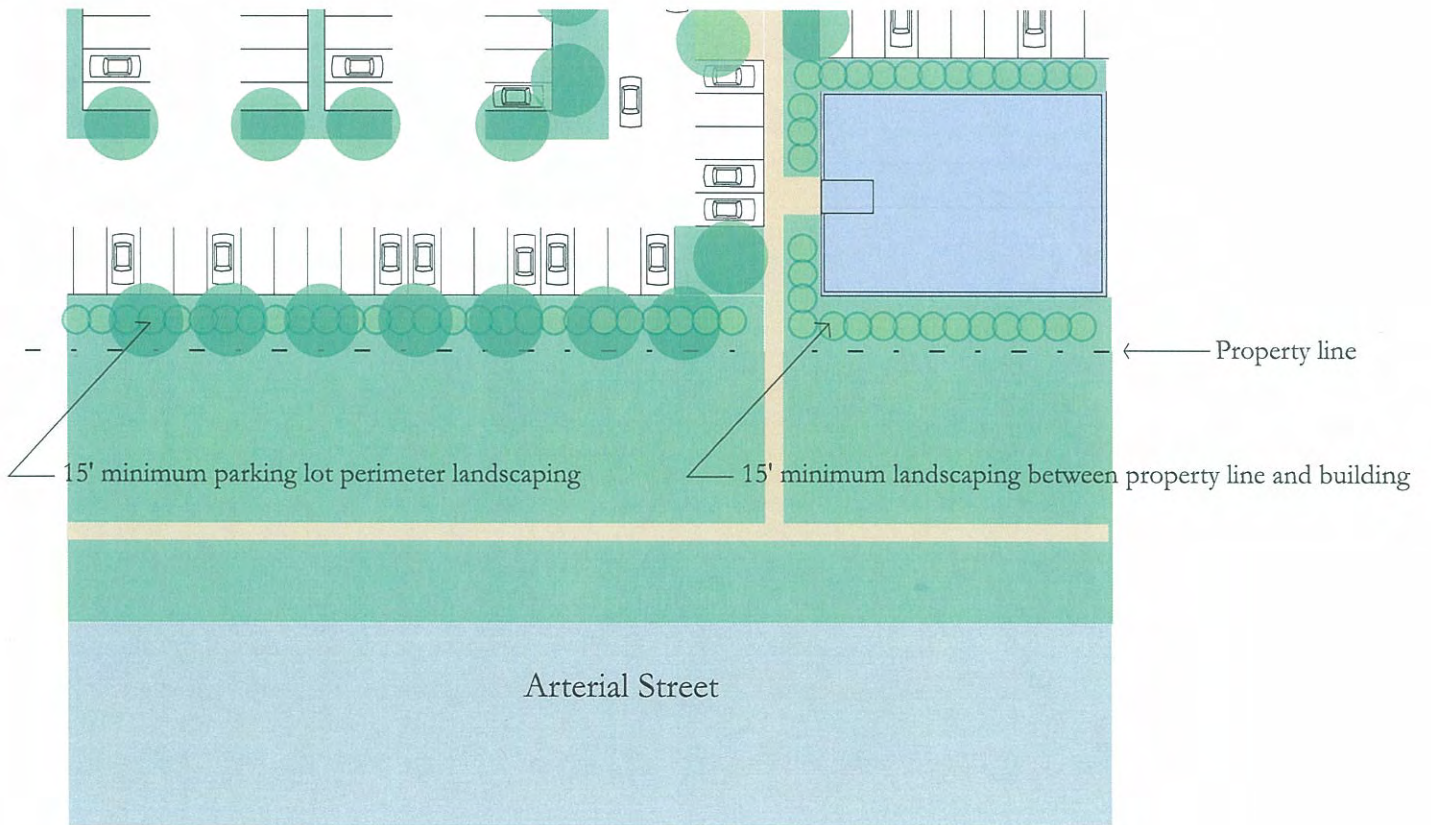 Property line
15' minimum parking lot perimeter landscaping
15' minimum landscaping between property line and building
Arterial Street